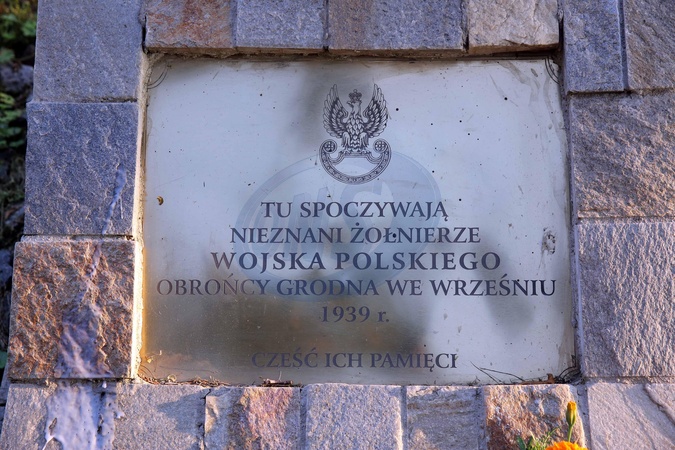 TU SPOCZYWAJĄ
NIEZNANI ŻOŁNIERZE
WOJSKA POLSKIEGO
OBROŃCY GRODNA WE WRZEŚNIU
1939 r.
CZEŚĆ ICH PAMIĘCI